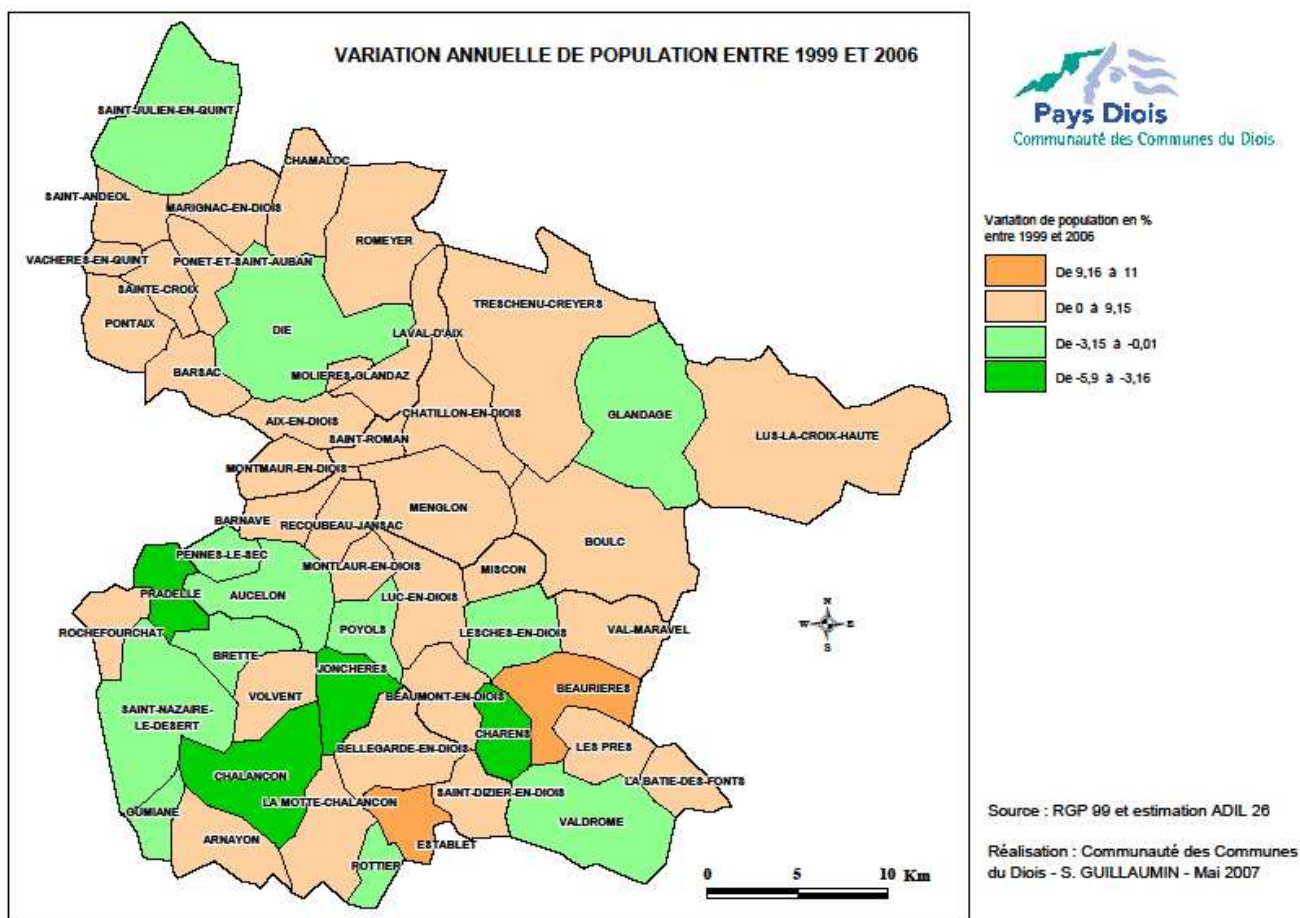 VARIATION ANNUELLE DE POPULATION ENTRE 1999 ET 2006
Pays Diois
Communauté des Communes du Diois
SAINT-JULIEN-EN-QUINT
CHAMALOC
SAINT-ANDEOL
MARIGNAC-EN-DIOIS
ROMEYER
VACHERES-EN-QUINT
PONET-ET-SAINT-AUBAN
SAINTE-CROIX
TRESCHENU-CREYERS
PONTAIX
DIE
LAVAL-D'AIX
BARSAC
MOLIERES-GLANDAZ
AIX-EN-DIOIS
CHATILLON-EN-DIOIS
GLANDAGE
LUS-LA-CROIX-HAUTE
SAINT-ROMAN
MONTMAUR-EN-DIOIS
MENGLON
BARNAVE
RECOUBEAU-JANSAC
BOULC
PENNES-LE-SEC
MONTLAUR-EN-DIOIS
MISCON
PRADELLE
AUCELON
LUC-EN-DIOIS
ROCHEFOURCHAT
POYOLS
LESCHES-EN-DIOIS
VAL-MARAVEL
BRETTE
JONCHERES
VOLVENT
BEAUMONT-EN-DIOIS
BEAURIERES
SAINT-NAZAIRE-
LE-DESERT
CHARENS
BELLEGARDE-EN-DIOIS
LES PRES
CHALANCON
LA BATIE-DES-FONTS
LA MOTTE-CHALANCON
SAINT-DIZIER-EN-DIOIS
GUMIANE
VALDROME
ARNAYON
ESTABLET
ROTTIER
N
W E
S
0 5 10 Km
Variation de population en %
entre 1999 et 2006
De 9,16 à 11
De 0 à 9,15
De -3,15 à -0,01
De -5,9 à -3,16
Source : RGP 99 et estimation ADIL 26
Réalisation : Communauté des Communes
du Diois - S. GUILLAUMIN - Mai 2007